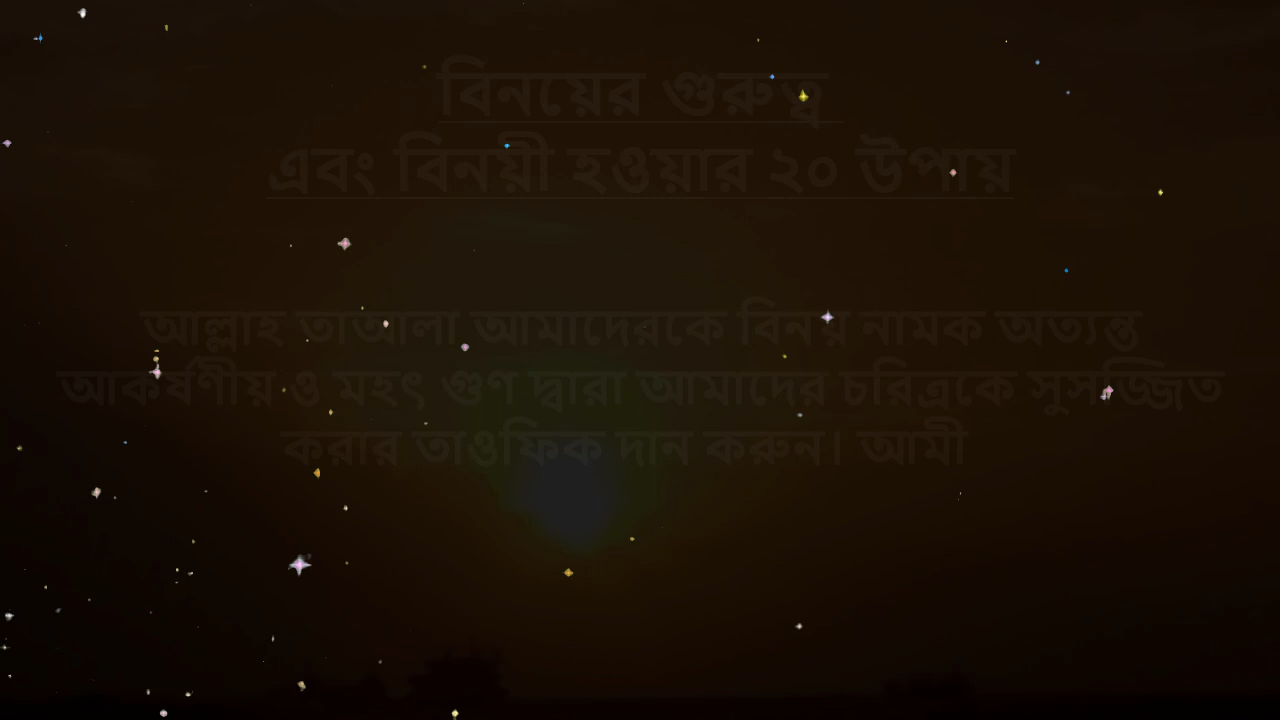 বিনয়ের গুরুত্ব
এবং বিনয়ী হওয়ার ২০ উপায়
আল্লাহ তাআলা আমাদেরকে বিনয় নামক অত্যন্ত
আকর্ষণীয় ও মহৎ গুণ দ্বারা আমাদের চরিত্রকে সুসজ্জিত
করার তাওফিক দান করুন। আমী